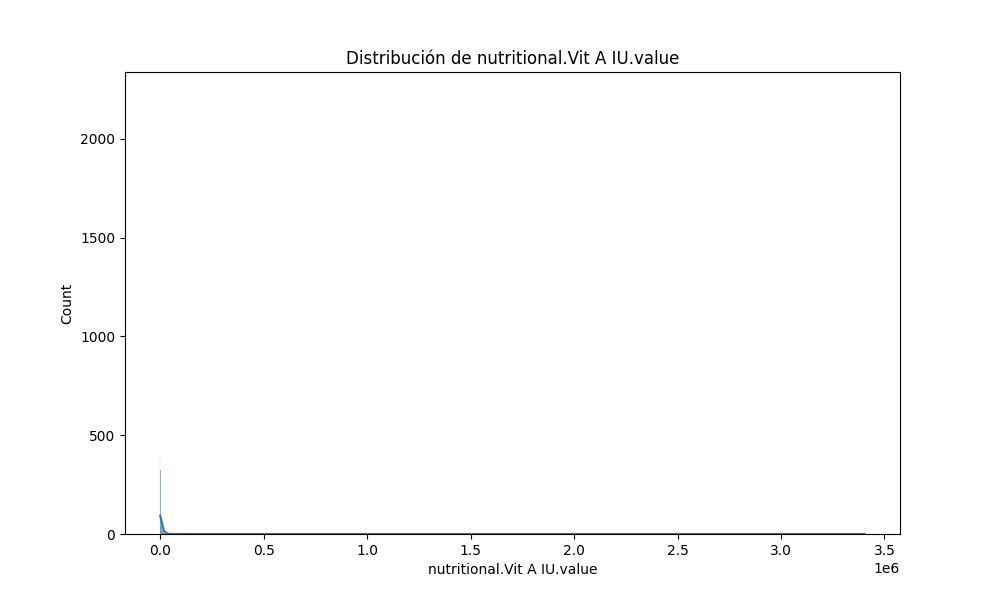 Distribución de nutritional.Vit A IU.value
Count
2000
1500
1000
500
0
0.0 0.5 1.0 1.5 2.0 2.5 3.0 3.5
1e6
nutritional.Vit A IU.value